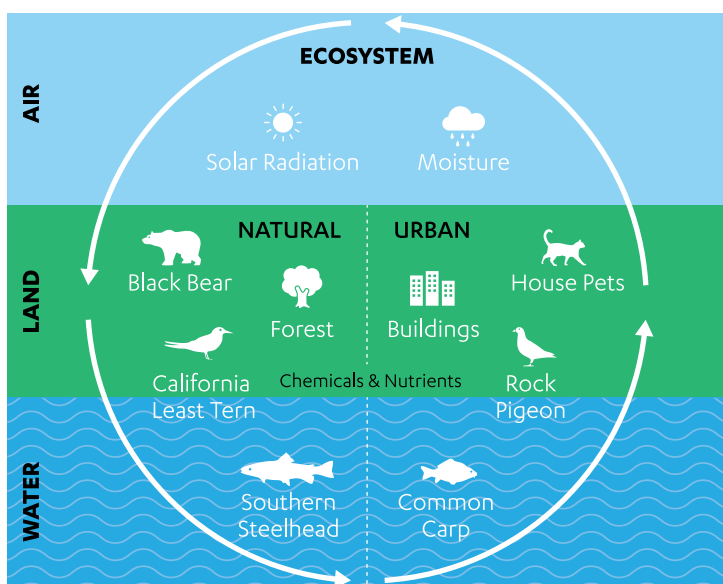 ECOSYSTEM
AIR
Solar Radiation
Moisture
NATURAL
URBAN
LAND
Black Bear
House Pets
Forest
Buildings
California
Least Tern
Chemicals & Nutrients
Rock
Pigeon
WATER
Southern
Steelhead
Common
Carp